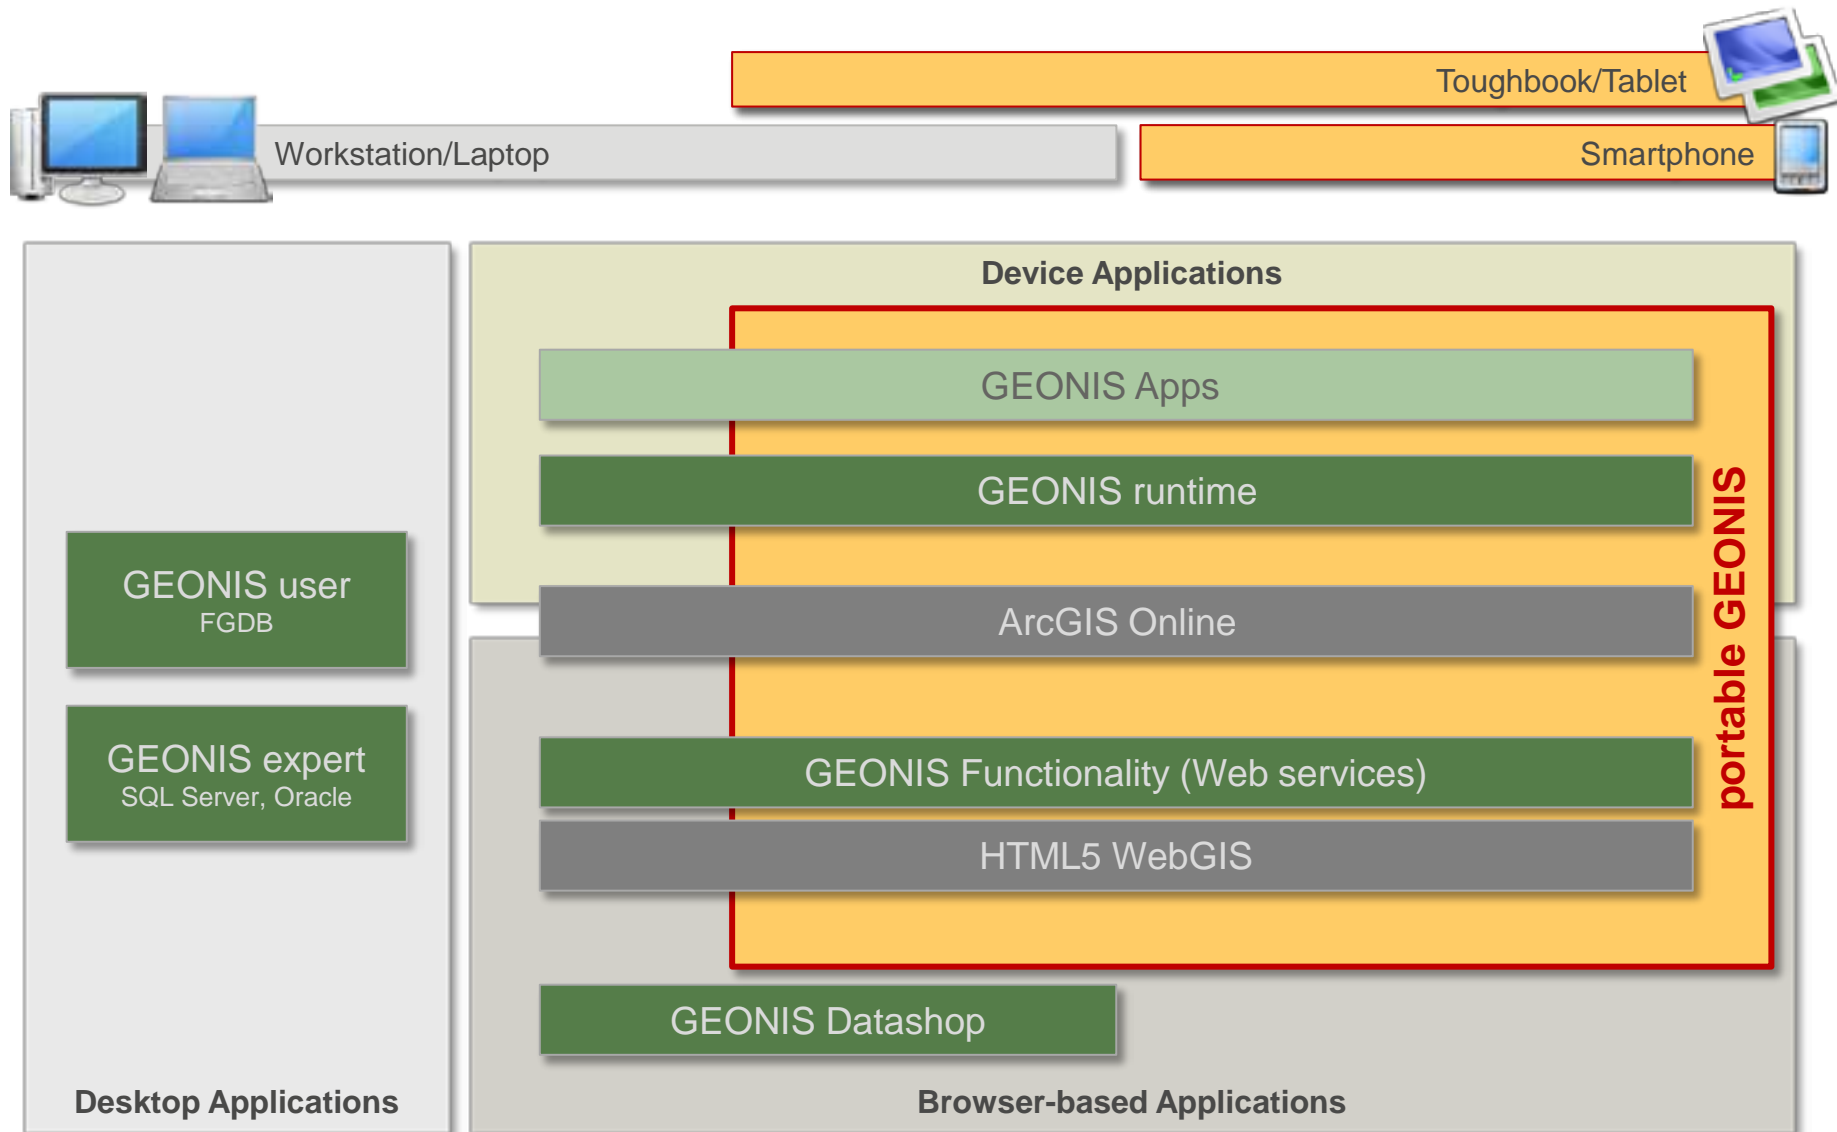 Toughbook/Tablet
Workstation/Laptop
Smartphone
Device Applications
GEONIS Apps
GEONIS runtime
ArcGIS Online
GEONIS Functionality (Web services)
HTML5 WebGIS
portable GEONIS
GEONIS user
FGDB
GEONIS expert
SQL Server, Oracle
GEONIS Datashop
Desktop Applications
Browser-based Applications